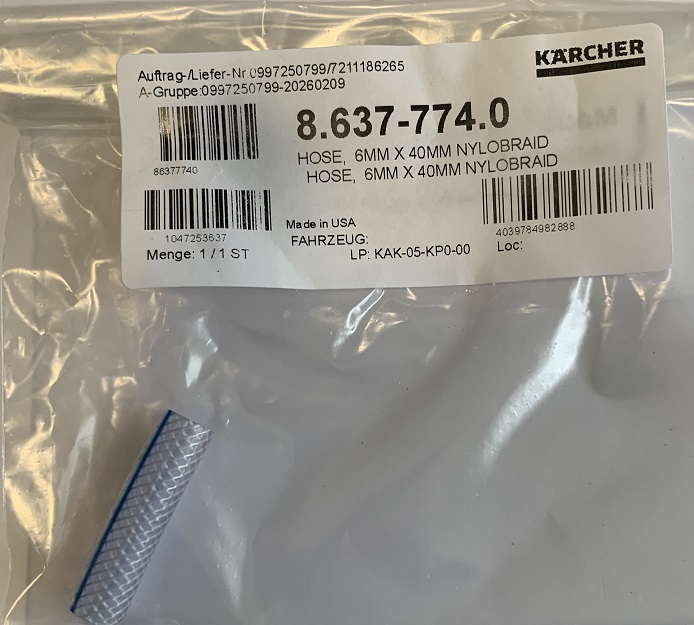 KÄRCHER
Auftrag-/Liefer-Nr.0997250799/7211186265
A-Gruppe:0997250799-20260209
8.637-774.0
86377740
HOSE, 6MM X 40MM NYLOBRAID
HOSE, 6MM X 40MM NYLOBRAID
1047253637
Menge: 1 / 1 ST
Made in USA
FAHRZEUG:
LP: KAK-05-KP0-00
4039784982888
Loc: